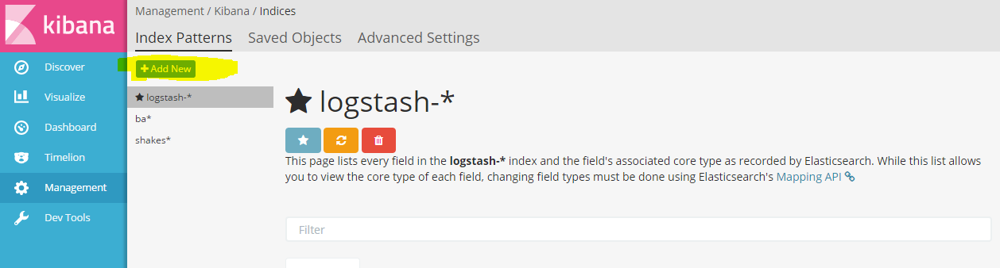 kibana
Discover
Visualize
Dashboard
Timelion
Management
Dev Tools
Management / Kibana / Indices
Index Patterns Saved Objects Advanced Settings
Add New
logstash-*
ba*
shakes*
logstash-*
This page lists every field in the logstash-* index and the field's associated core type as recorded by Elasticsearch. While this list allows
you to view the core type of each field, changing field types must be done using Elasticsearch's Mapping API
Filter